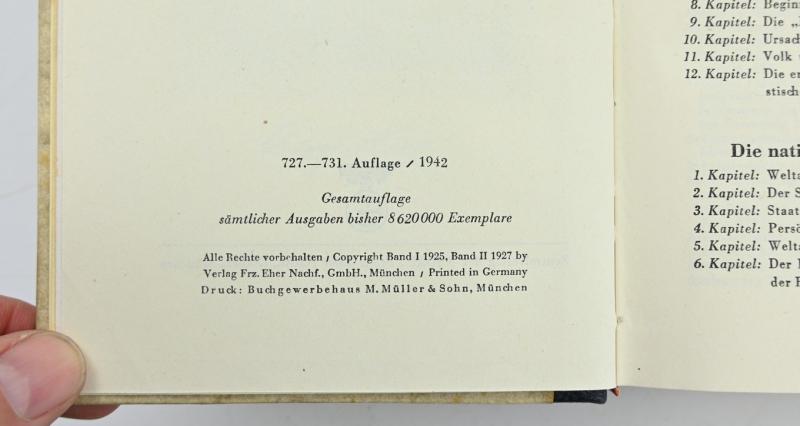 727.—731. Auflage / 1942
Gesamtauflage
sämtlicher Ausgaben bisher 8620000 Exemplare
Alle Rechte vorbehalten / Copyright Band I 1925, Band II 1927 by
Verlag Frz. Eher Nachf., GmbH., München / Printed in Germany
Druck: Buchgewerbehaus M. Müller & Sohn, München
8. Kapitel:
9. Kapitel: Die
10. Kapitel:
11. Kapitel: Volk
12. Kapitel: Die
Die
1. Kapitel:
2. Kapitel: Der
3. Kapitel: Staat
4. Kapitel:
5. Kapitel:
6. Kapitel: Der
der